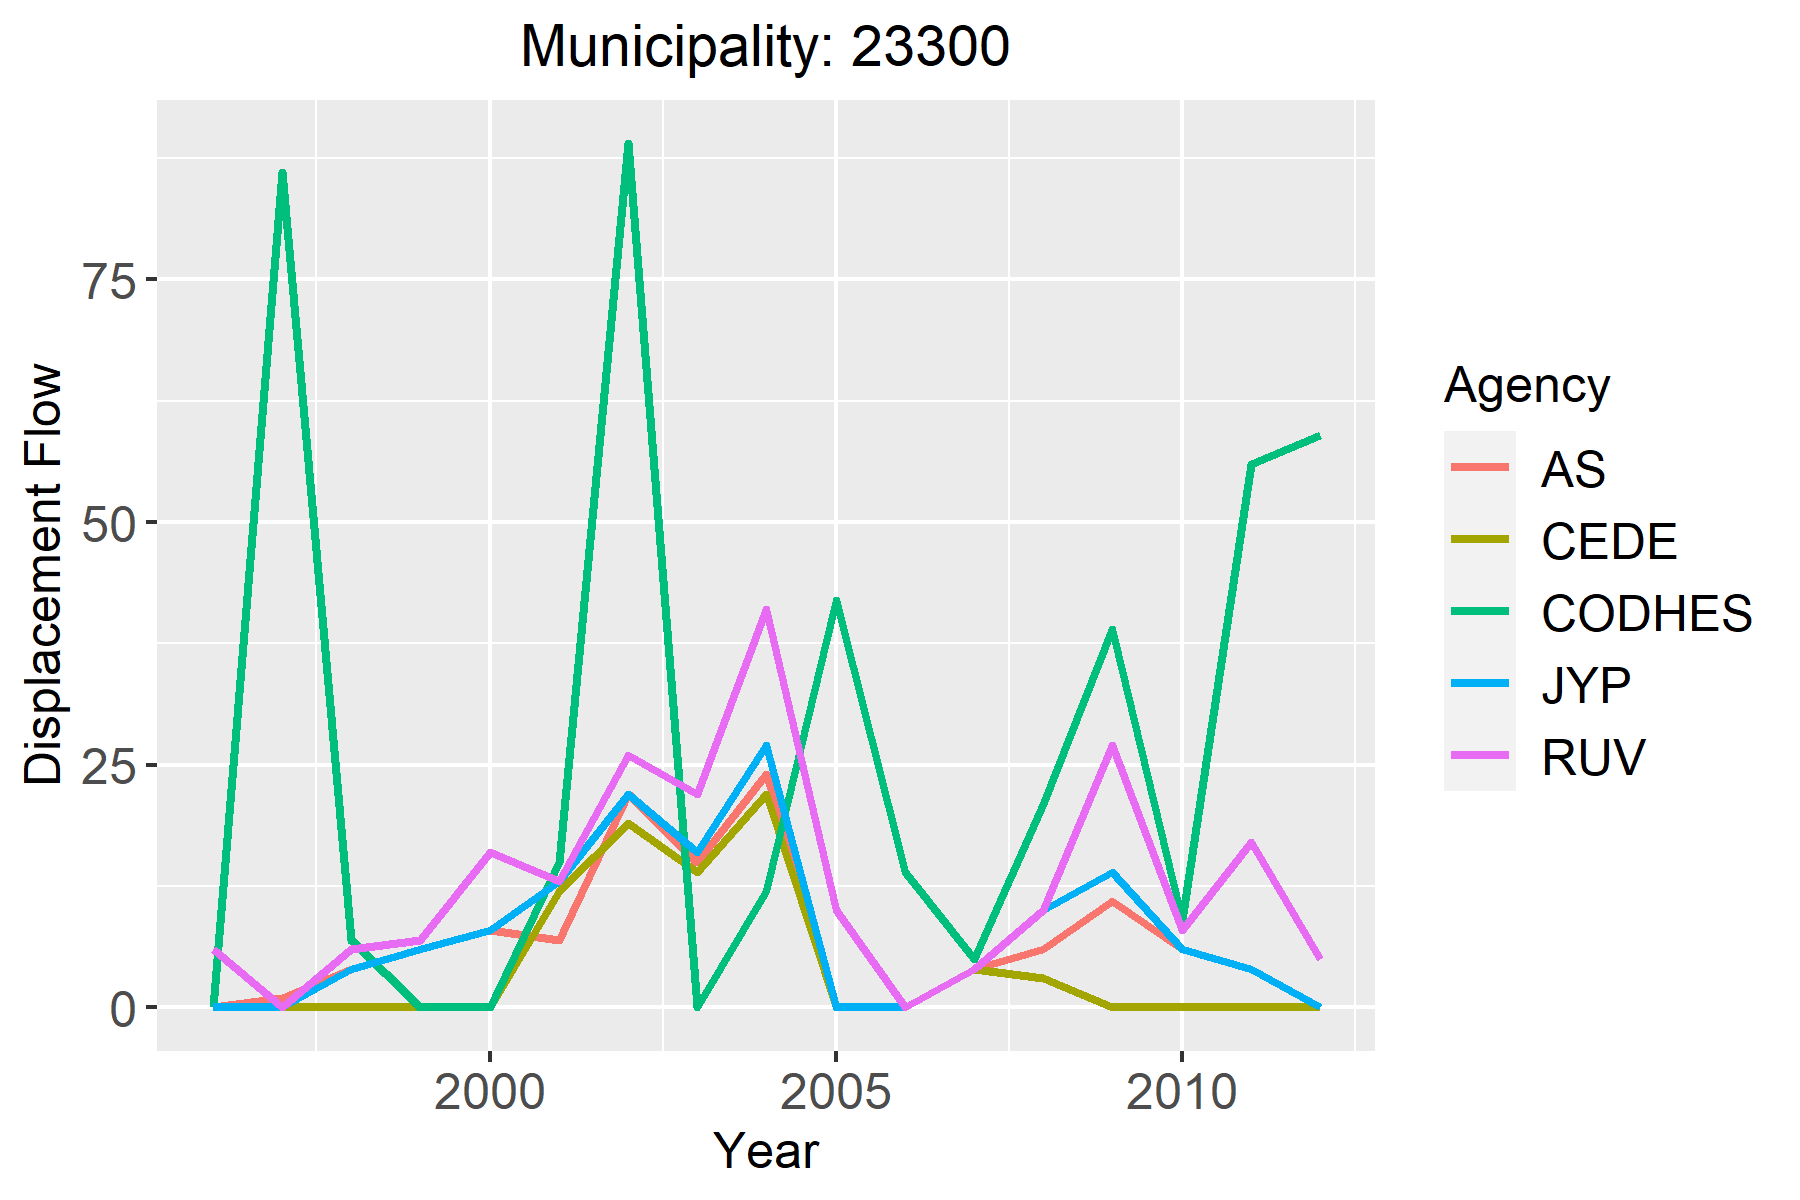 Municipality: 23300
Displacement Flow
75
50
25
0
2000 2005 2010
Year
Agency
AS
CEDE
CODHES
JYP
RUV